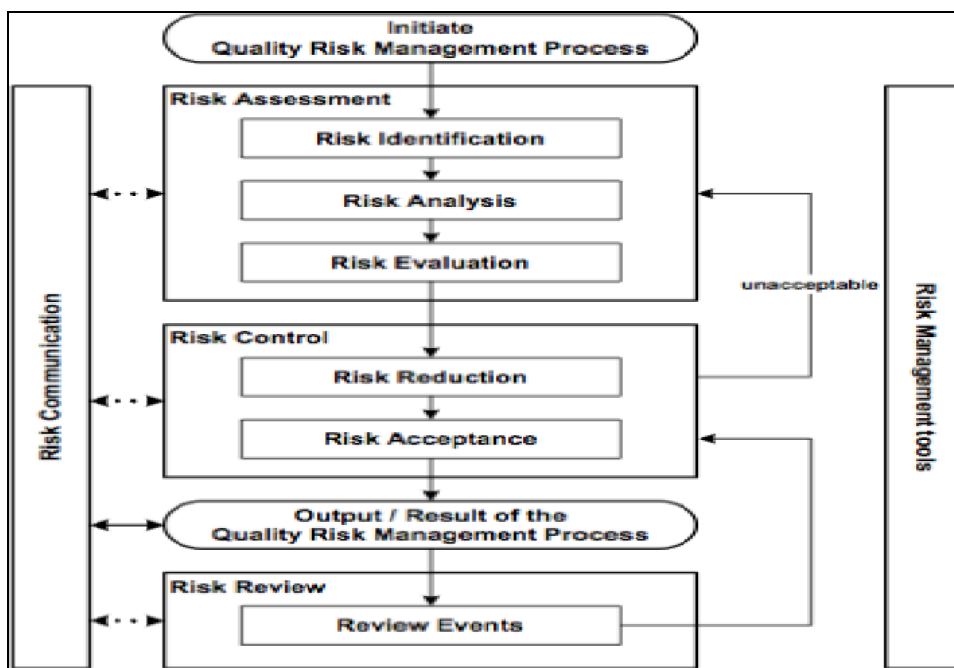 Initiate
Quality Risk Management Process
Risk Assessment
Risk Identification
Risk Analysis
Risk Evaluation
unacceptable
Risk Control
Risk Reduction
Risk Acceptance
Output / Result of the
Quality Risk Management Process
Risk Review
Review Events
Risk Communication
Risk Management tools